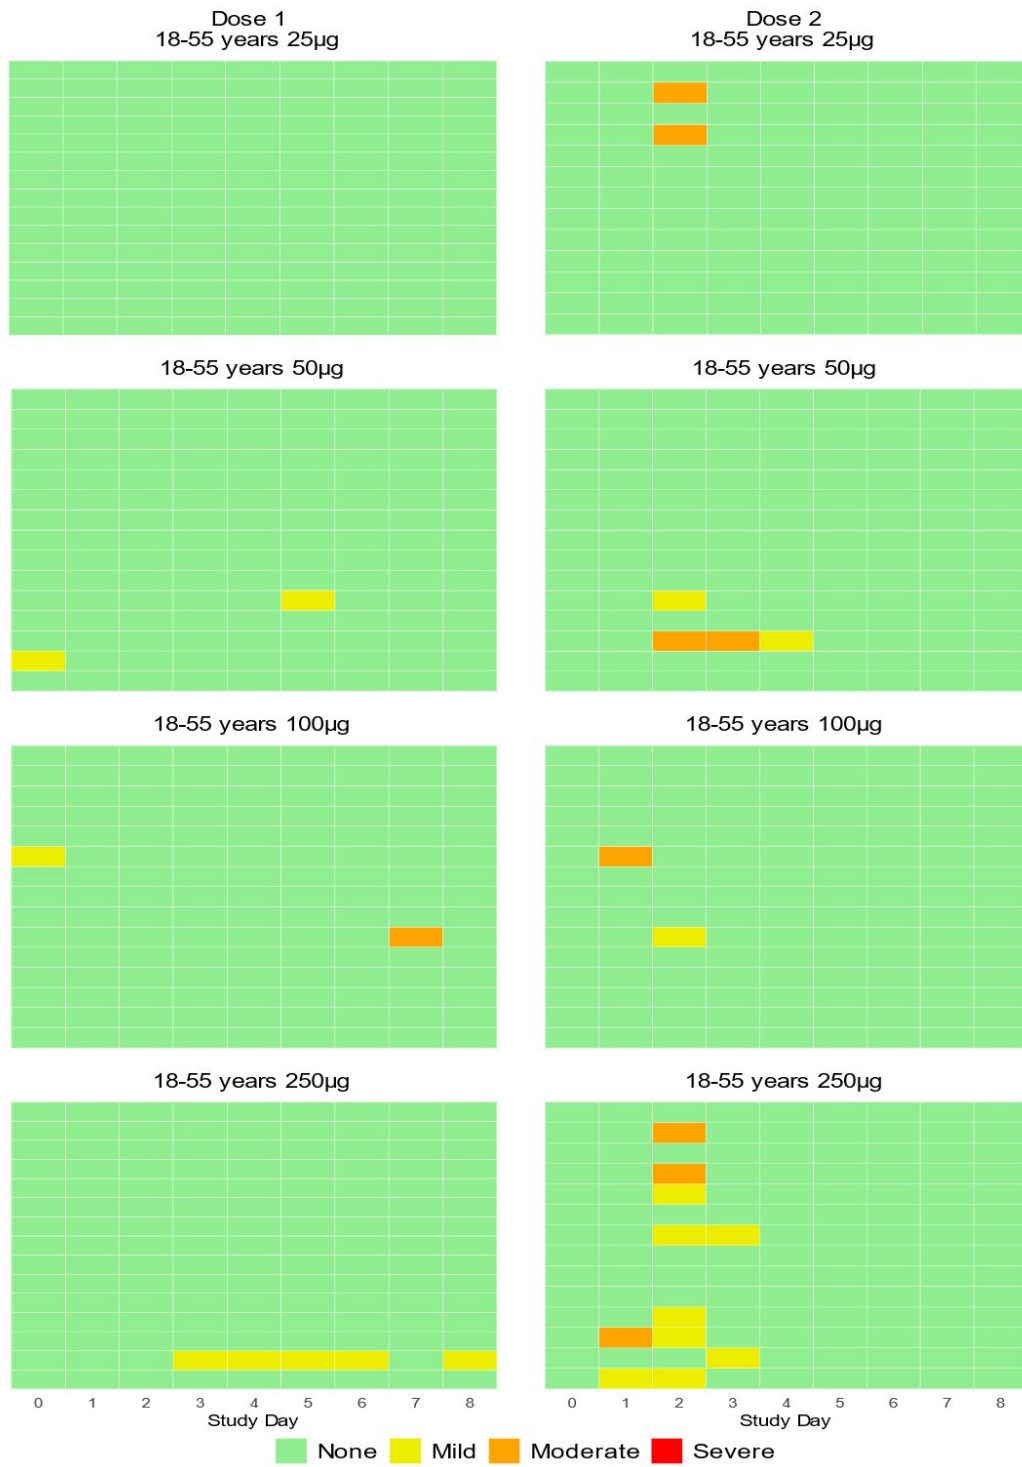 Dose 1
18-55 years 25µg
Dose 2
18-55 years 25µg
18-55 years 50µg
18-55 years 50µg
18-55 years 100µg
18-55 years 100µg
18-55 years 250µg
18-55 years 250µg
0 1 2 3 4 5 6 7 8
Study Day
0 1 2 3 4 5 6 7 8
Study Day
None Mild Moderate Severe